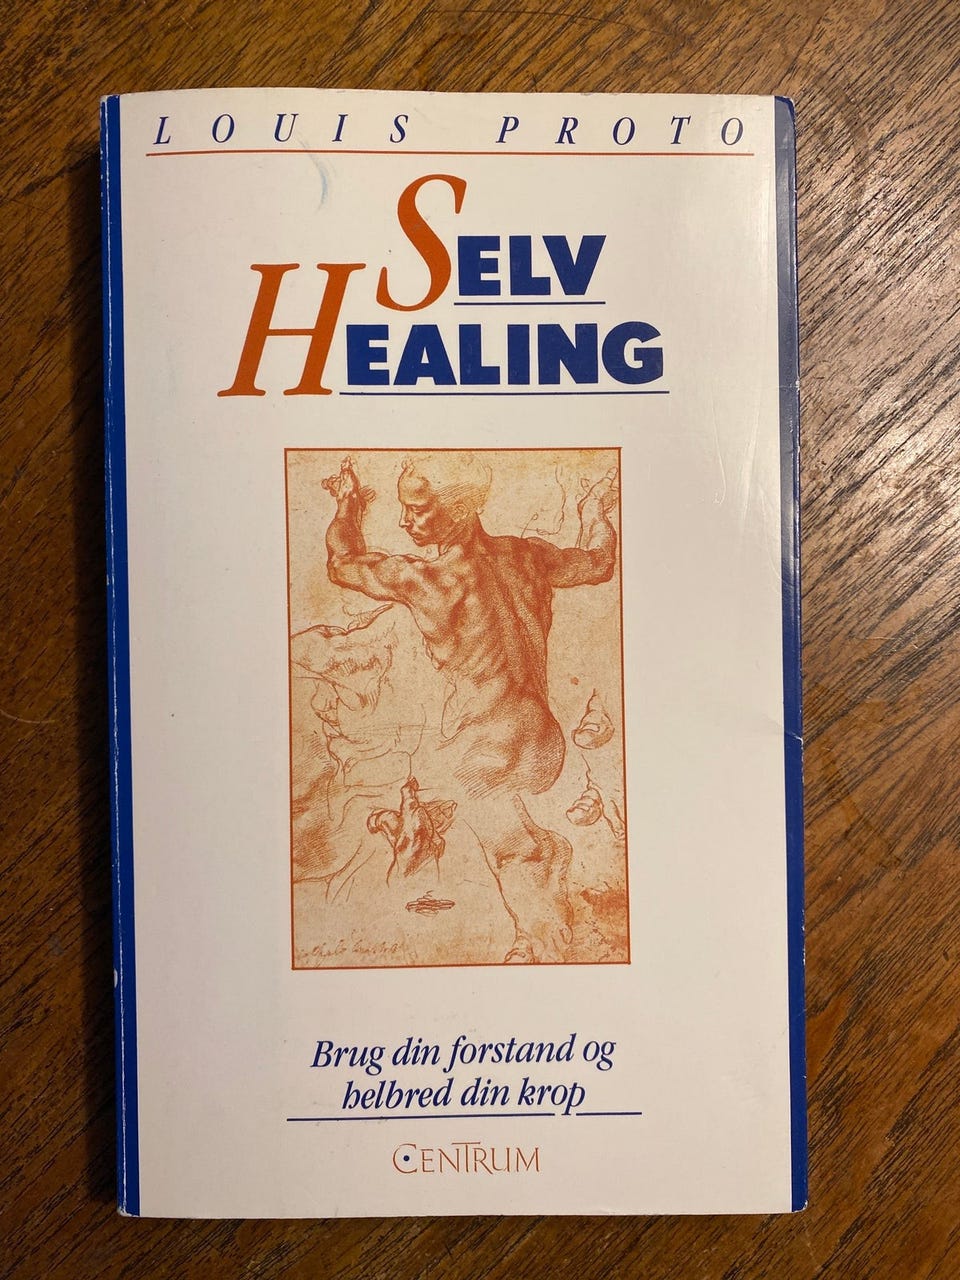 LOUIS PROTO
SELV
HEALING
Brug din forstand og
helbred din krop
CENTRUM